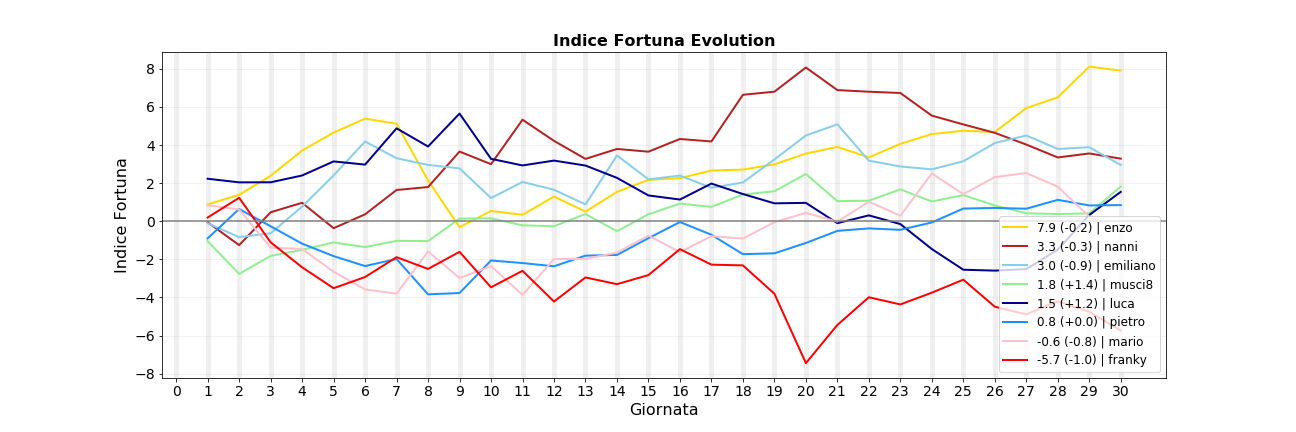 Indice Fortuna Evolution
Indice Fortuna
8
6
4
2
0
−2
−4
−6
−8
7.9 (-0.2) | enzo
3.3 (-0.3) | nanni
3.0 (-0.9) | emiliano
1.8 (+1.4) | musci8
1.5 (+1.2) | luca
0.8 (+0.0) | pietro
-0.6 (-0.8) | mario
-5.7 (-1.0) | franky
0 1 2 3 4 5 6 7 8 9 10 11 12 13 14 15 16 17 18 19 20 21 22 23 24 25 26 27 28 29 30
Giornata